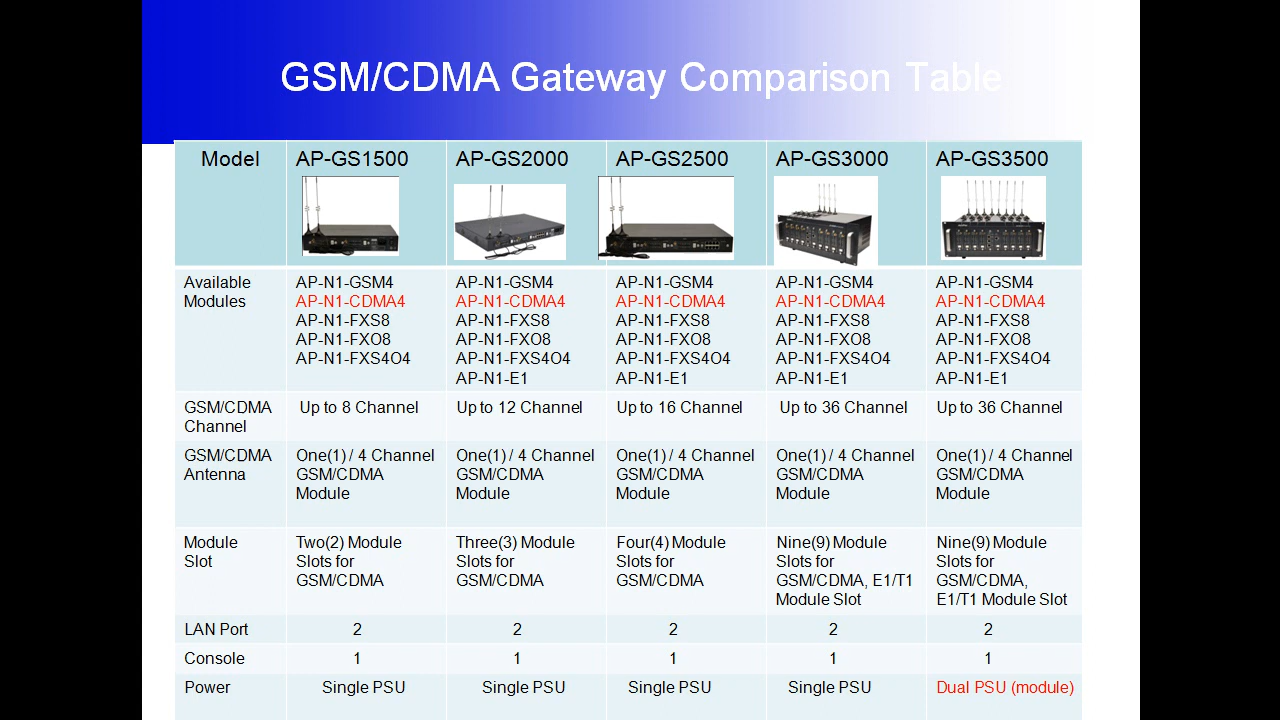 GSM/CDMA Gateway Comparison Table
Model AP-GS1500 AP-GS2000 AP-GS2500 AP-GS3000 AP-GS3500
Available AP-N1-GSM4 AP-N1-GSM4 AP-N1-GSM4 AP-N1-GSM4 AP-N1-GSM4
Modules AP-N1-CDMA4 AP-N1-CDMA4 AP-N1-CDMA4 AP-N1-CDMA4 AP-N1-CDMA4
AP-N1-FXS8 AP-N1-FXS8 AP-N1-FXS8 AP-N1-FXS8 AP-N1-FXS8
AP-N1-FXO8 AP-N1-FXO8 AP-N1-FXO8 AP-N1-FXO8 AP-N1-FXO8
AP-N1-FXS4O4 AP-N1-FXS4O4 AP-N1-FXS4O4 AP-N1-FXS4O4 AP-N1-FXS4O4
AP-N1-E1 AP-N1-E1 AP-N1-E1 AP-N1-E1
GSM/CDMA Up to 8 Channel Up to 12 Channel Up to 16 Channel Up to 36 Channel Up to 36 Channel
Channel
GSM/CDMA One(1) / 4 Channel One(1) / 4 Channel One(1) / 4 Channel One(1) / 4 Channel One(1) / 4 Channel
Antenna GSM/CDMA GSM/CDMA GSM/CDMA GSM/CDMA GSM/CDMA
Module Module Module Module Module
Module Two(2) Module Three(3) Module Four(4) Module Nine(9) Module Nine(9) Module
Slot Slots for Slots for Slots for Slots for Slots for
GSM/CDMA GSM/CDMA GSM/CDMA GSM/CDMA, E1/T1 GSM/CDMA,
Module Slot E1/T1 Module Slot
LAN Port 2 2 2 2 2
Console 1 1 1 1 1
Power Single PSU Single PSU Single PSU Single PSU Dual PSU (module)